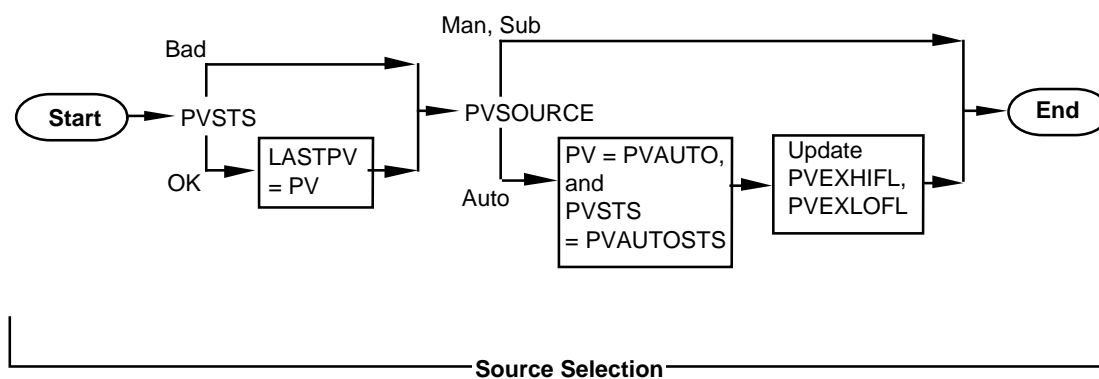 Man, Sub
Bad
Start
PVSTS
PVSOURCE
End
OK
LASTPV
= PV
Auto
PV = PVAUTO,
and
PVSTS
= PVAUTOSTS
Update
PVEXHIFL,
PVEXLOFL
Source Selection